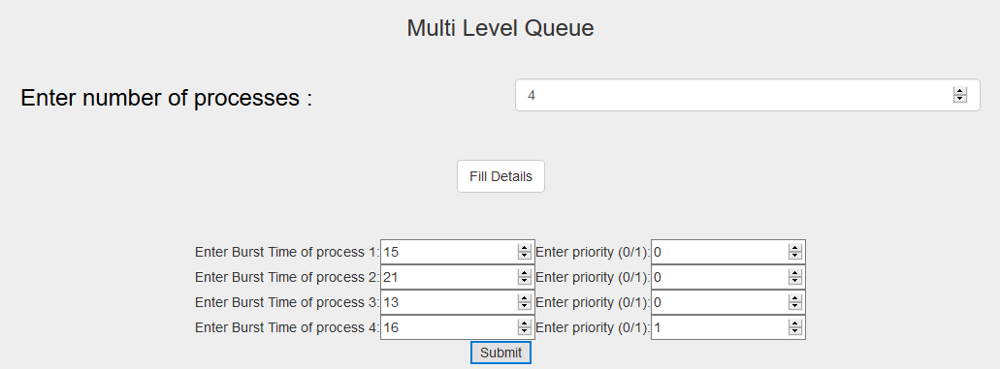 Multi Level Queue
Enter number of processes : 4
Fill Details
Enter Burst Time of process 1: 15 Enter priority (0/1): 0
Enter Burst Time of process 2: 21 Enter priority (0/1): 0
Enter Burst Time of process 3: 13 Enter priority (0/1): 0
Enter Burst Time of process 4: 16 Enter priority (0/1): 1
Submit